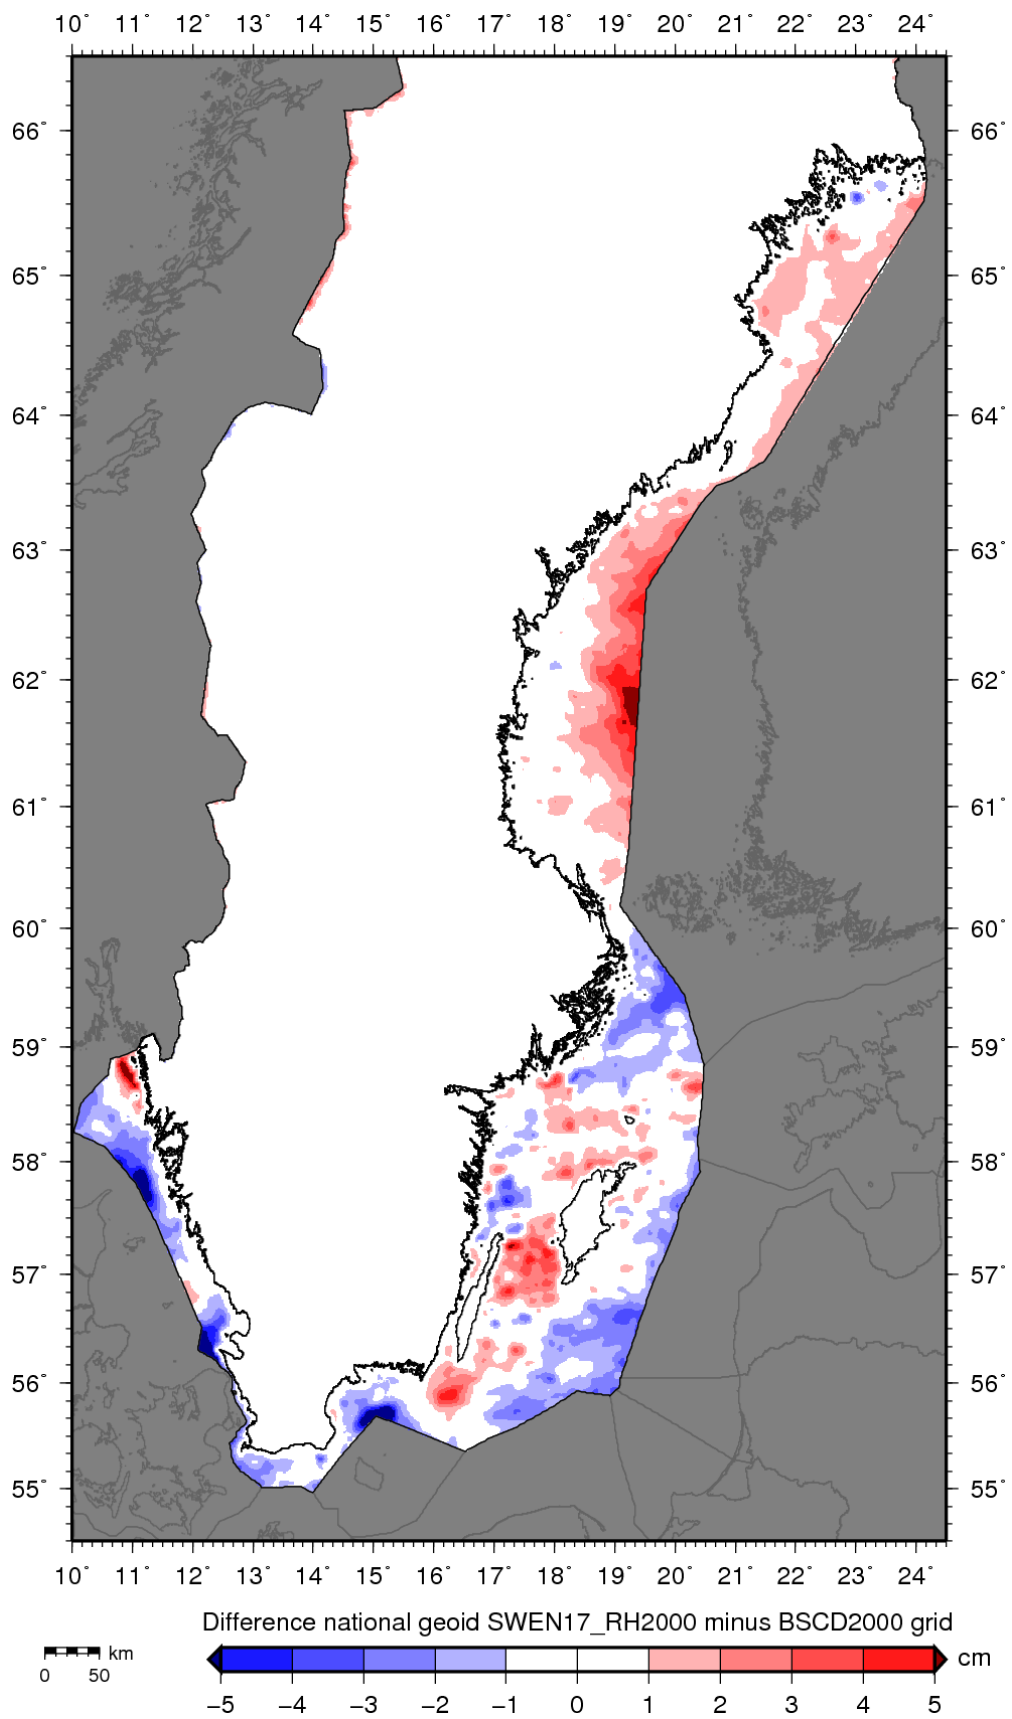 10° 11° 12° 13° 14° 15° 16° 17° 18° 19° 20° 21° 22° 23° 24°
66° 66°
65° 65°
64° 64°
63° 63°
62° 62°
61° 61°
60° 60°
59° 59°
58° 58°
57° 57°
56° 56°
55° 55°
10° 11° 12° 13° 14° 15° 16° 17° 18° 19° 20° 21° 22° 23° 24°
Difference national geoid SWEN17_RH2000 minus BSCD2000 grid
km
0 50
cm
−5 −4 −3 −2 −1 0 1 2 3 4 5